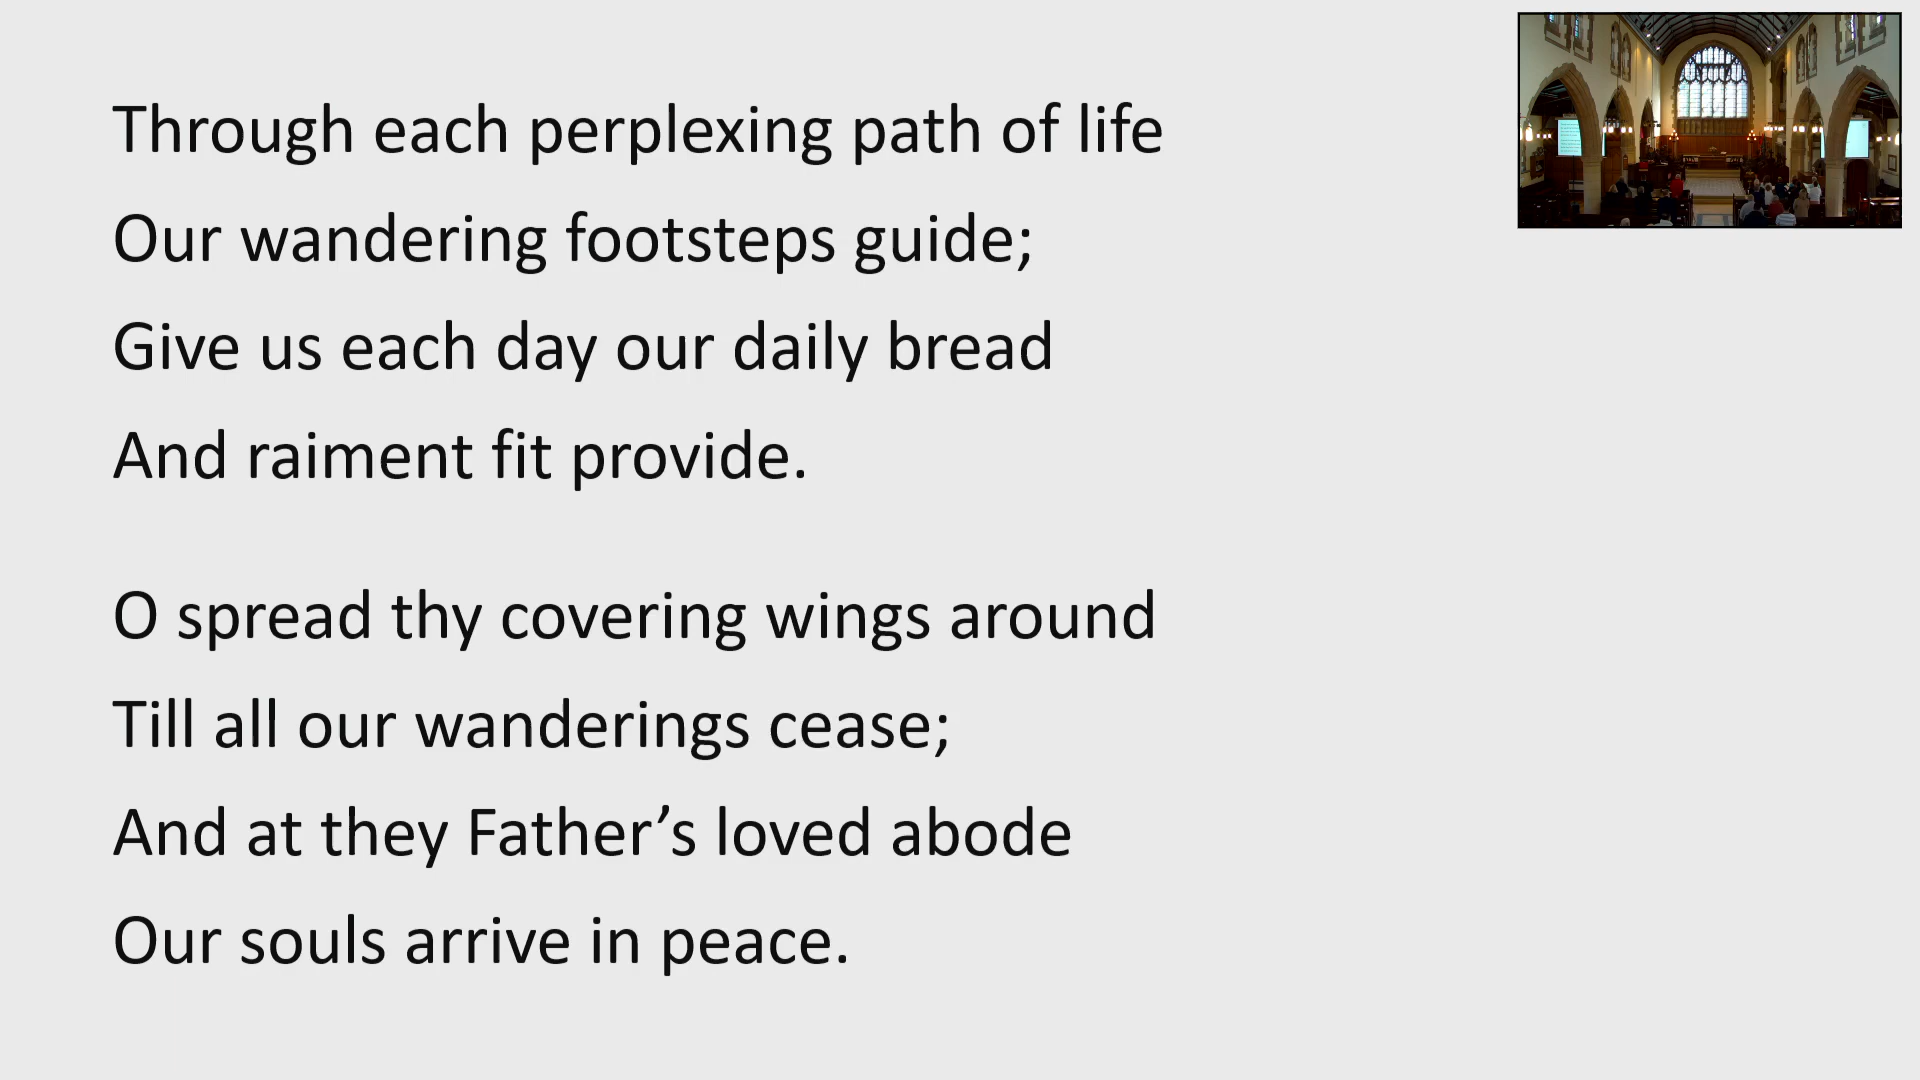 Through each perplexing path of life
Our wandering footsteps guide;
Give us each day our daily bread
And raiment fit provide.
O spread thy covering wings around
Till all our wanderings cease;
And at they Father’s loved abode
Our souls arrive in peace.